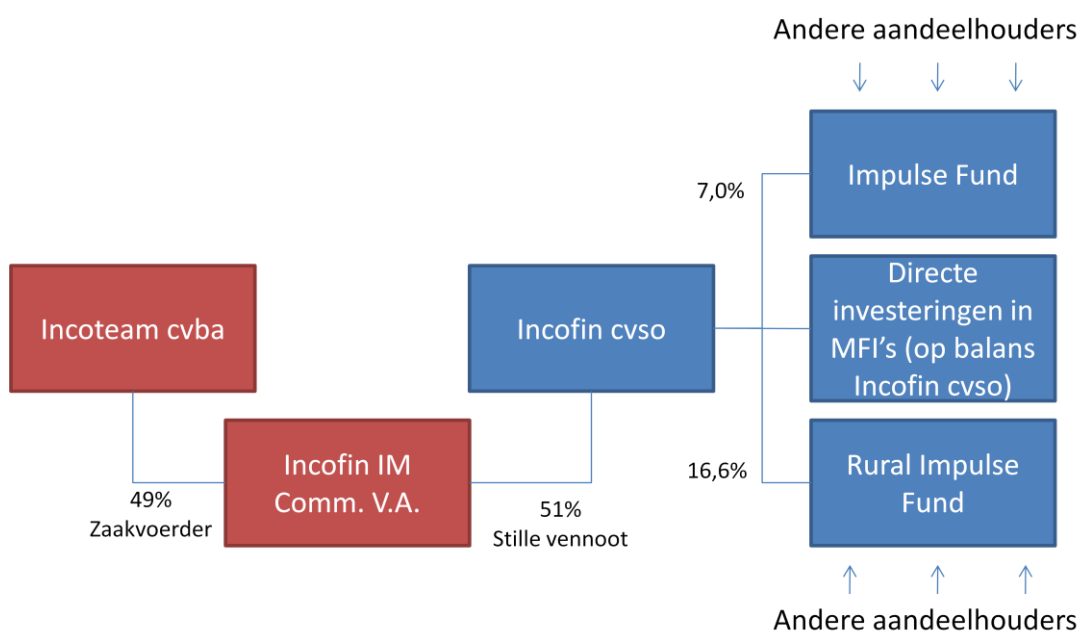 Andere aandeelhouders
Impulse Fund
7,0%
Incoteam cvba
Incofin cvso
Directe
investeringen in
MFI’s (op balans
Incofin cvso)
Incofin IM
Comm. V.A.
49%
Zaakvoerder
51%
Stille vennoot
16,6%
Rural Impulse
Fund
Andere aandeelhouders